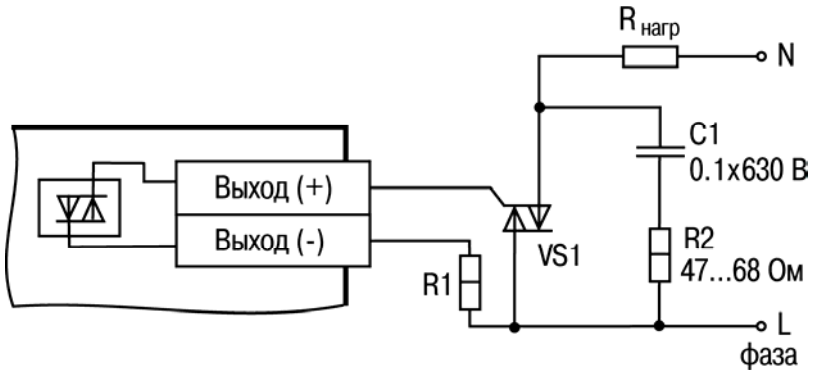 R нагр
N
C1
0.1x630 В
Выход (+)
Выход (-)
VS1
R2
47...68 Ом
R1
L
фаза